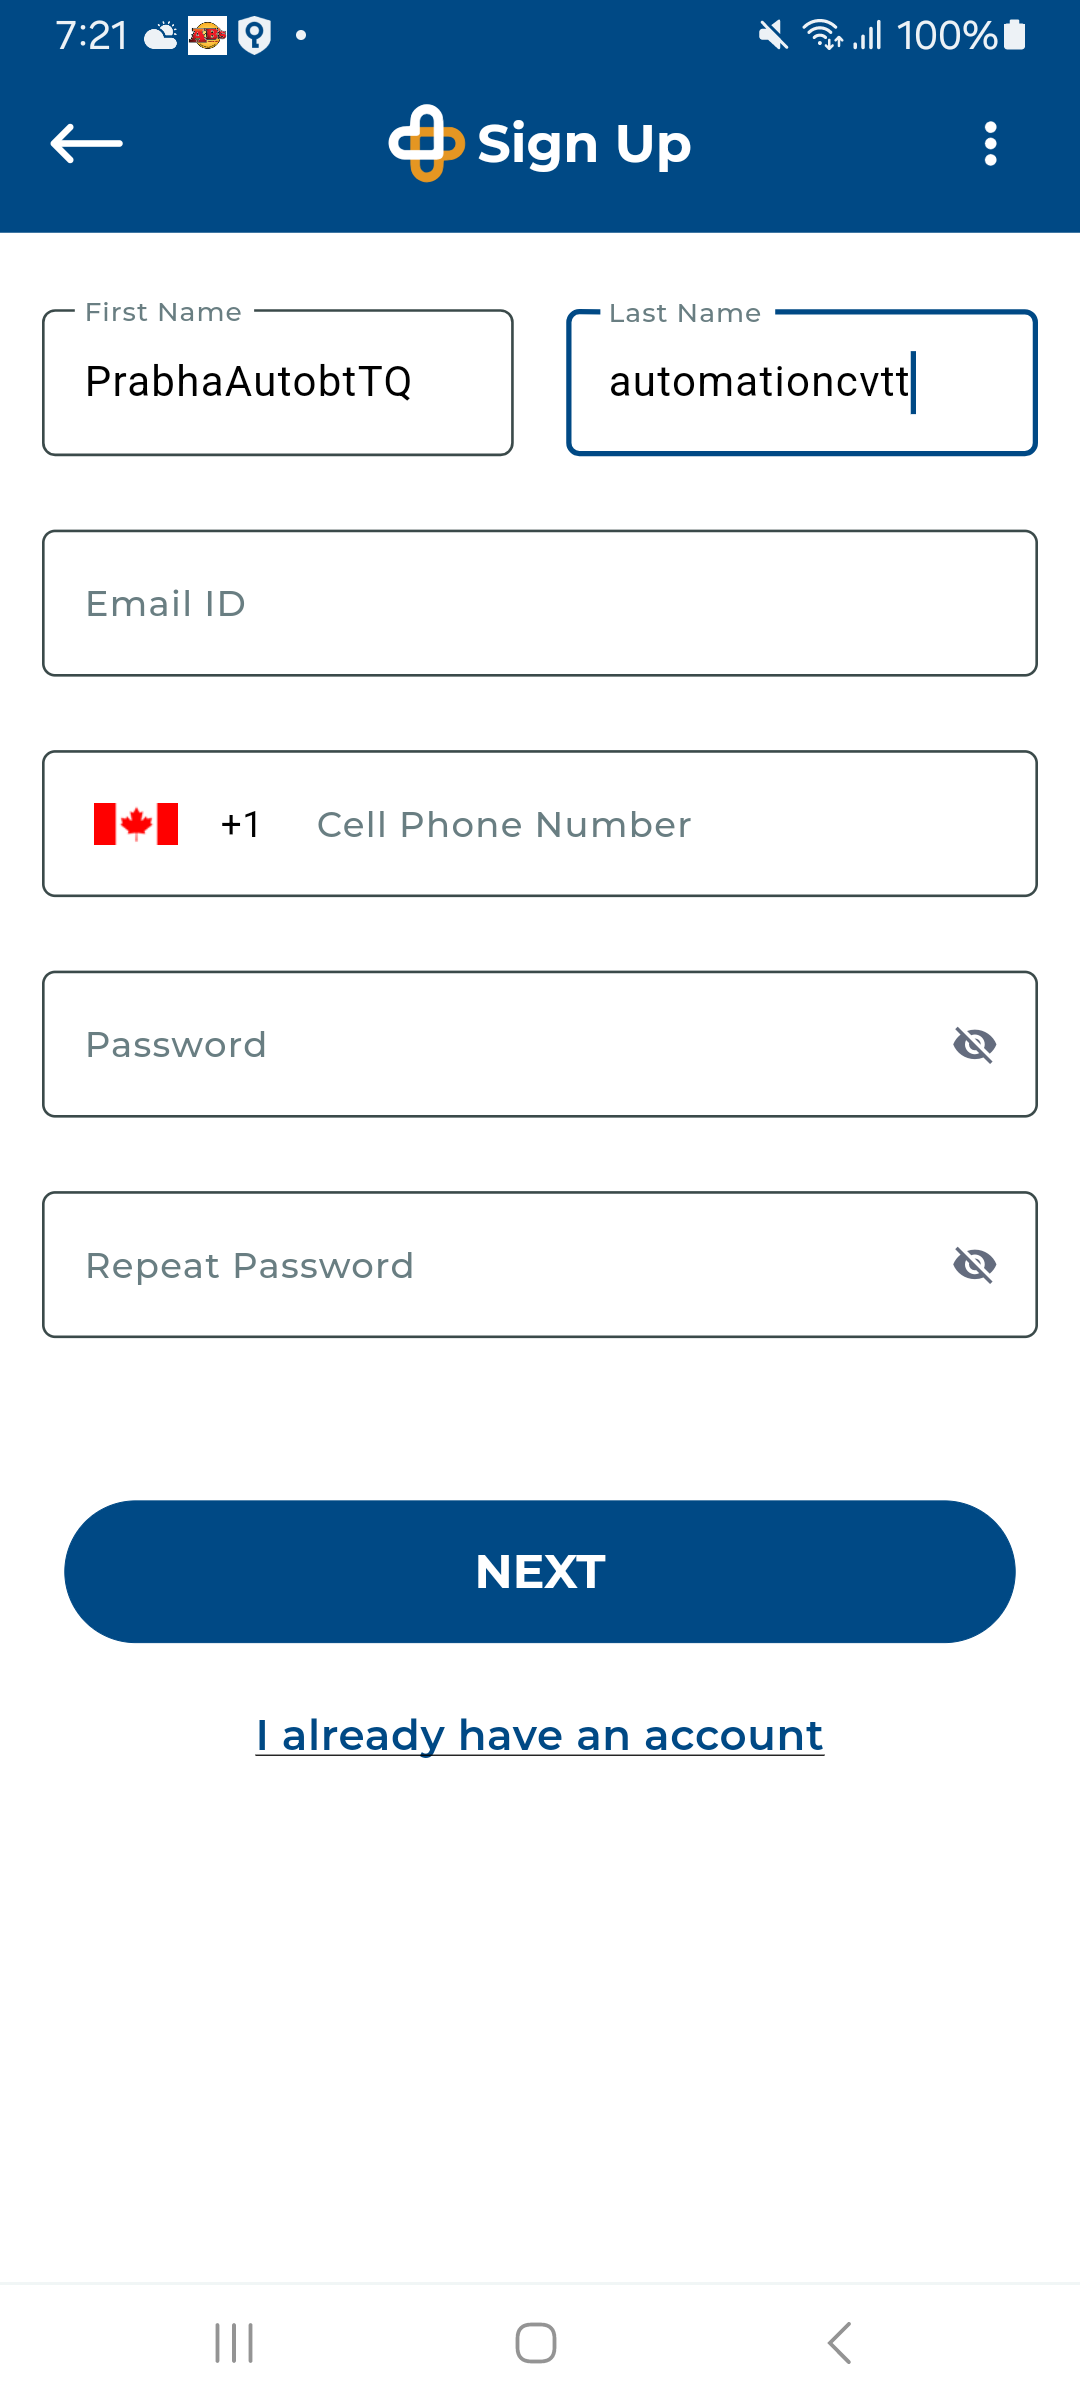 7:21 100%
Sign Up
First Name Last Name
PrabhaAutobtTQ automationcvtt
Email ID
+1 Cell Phone Number
Password
Repeat Password
NEXT
I already have an account